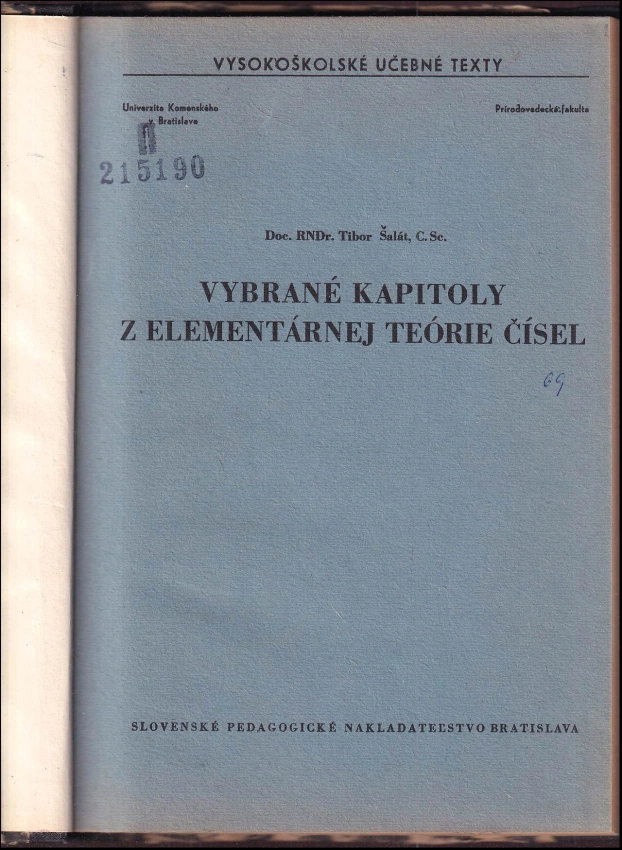 VYSOKOŠKOLSKÉ UČEBNÉ TEXTY
Univerzita Komenského
v Bratislave
Prírodovedecká fakulta
215190
Doc. RNDr. Tibor Šalát, C. Sc.
VYBRANÉ KAPITOLY
Z ELEMENTÁRNEJ TEÓRIE ČÍSEL
69
SLOVENSKÉ PEDAGOGICKÉ NAKLADATEĽSTVO BRATISLAVA